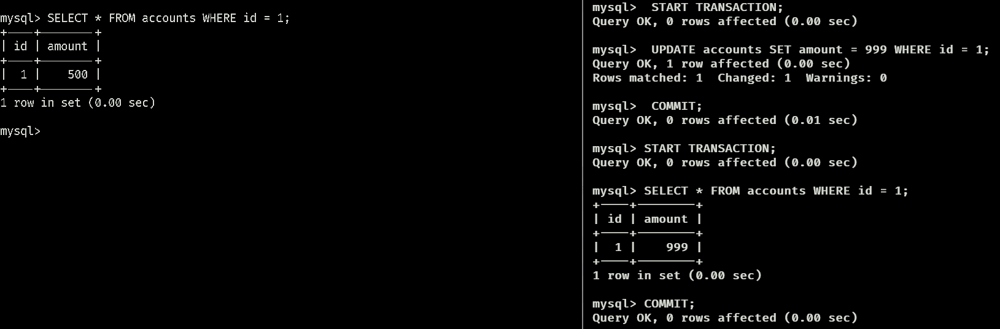 mysql> SELECT * FROM accounts WHERE id = 1;
+----+--------+
| id | amount |
+----+--------+
|  1 |    500 |
+----+--------+
1 row in set (0.00 sec)

mysql>
mysql>  START TRANSACTION;
Query OK, 0 rows affected (0.00 sec)

mysql>  UPDATE accounts SET amount = 999 WHERE id = 1;
Query OK, 1 row affected (0.00 sec)
Rows matched: 1  Changed: 1  Warnings: 0

mysql>  COMMIT;
Query OK, 0 rows affected (0.01 sec)

mysql> START TRANSACTION;
Query OK, 0 rows affected (0.00 sec)

mysql> SELECT * FROM accounts WHERE id = 1;
+----+--------+
| id | amount |
+----+--------+
|  1 |    999 |
+----+--------+
1 row in set (0.00 sec)

mysql> COMMIT;
Query OK, 0 rows affected (0.00 sec)